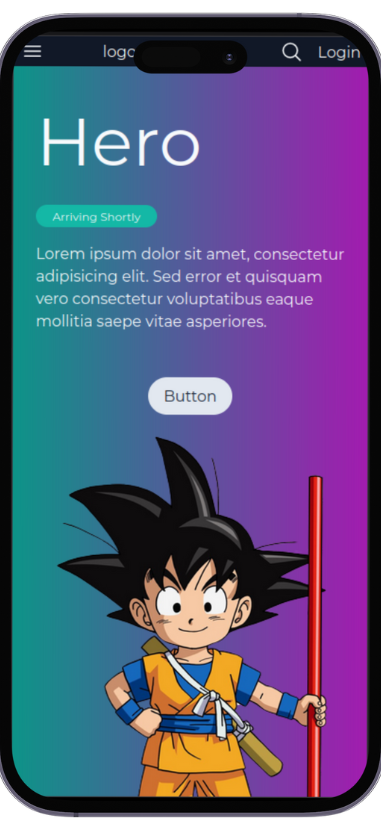 logo
Login
Hero
Arriving Shortly
Lorem ipsum dolor sit amet, consectetur
adipisicing elit. Sed error et quisquam
vero consectetur voluptatibus eaque
mollitia saepe vitae asperiores.
Button